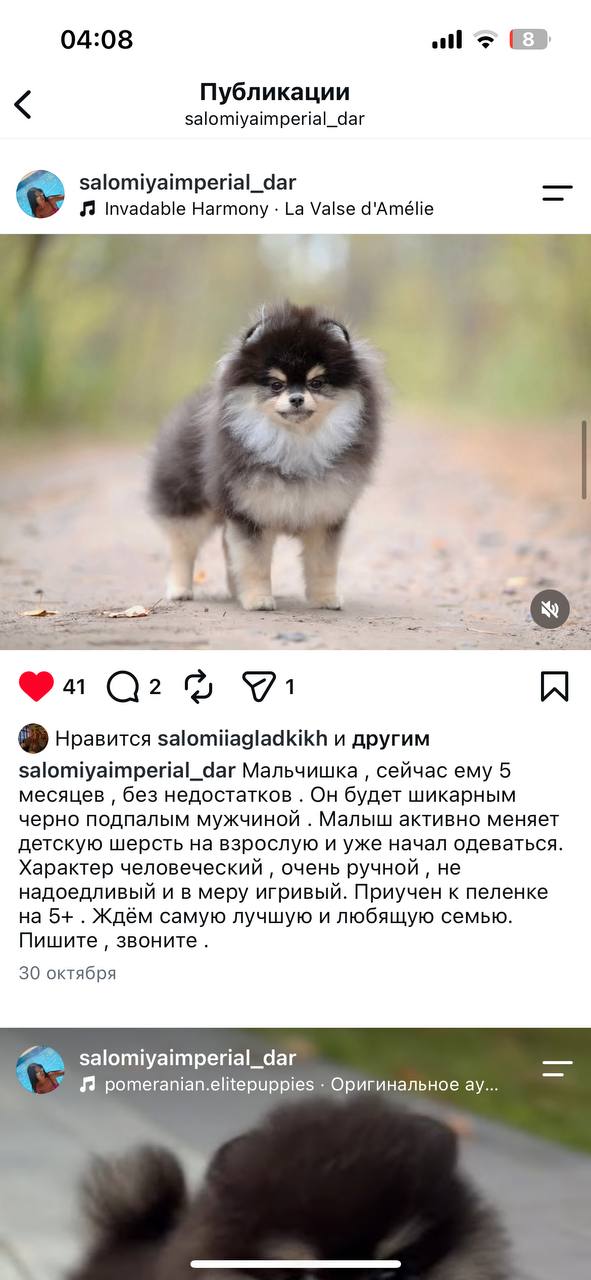 04:08
8
Публикации
salomiyaimperial_dar
salomiyaimperial_dar
Invadable Harmony · La Valse d'Amélie
41 2 1
Нравится salomiiagladkikh и другим
salomiyaimperial_dar Мальчишка , сейчас ему 5
месяцев , без недостатков . Он будет шикарным
черно подпалым мужчиной . Малыш активно меняет
детскую шерсть на взрослую и уже начал одеваться.
Характер человеческий , очень ручной , не
надоедливый и в меру игривый. Приучен к пеленке
на 5+ . Ждём самую лучшую и любящую семью.
Пишите , звоните .
30 октября
salomiyaimperial_dar
pomeranian.elitepuppies · Оригинальное ау...